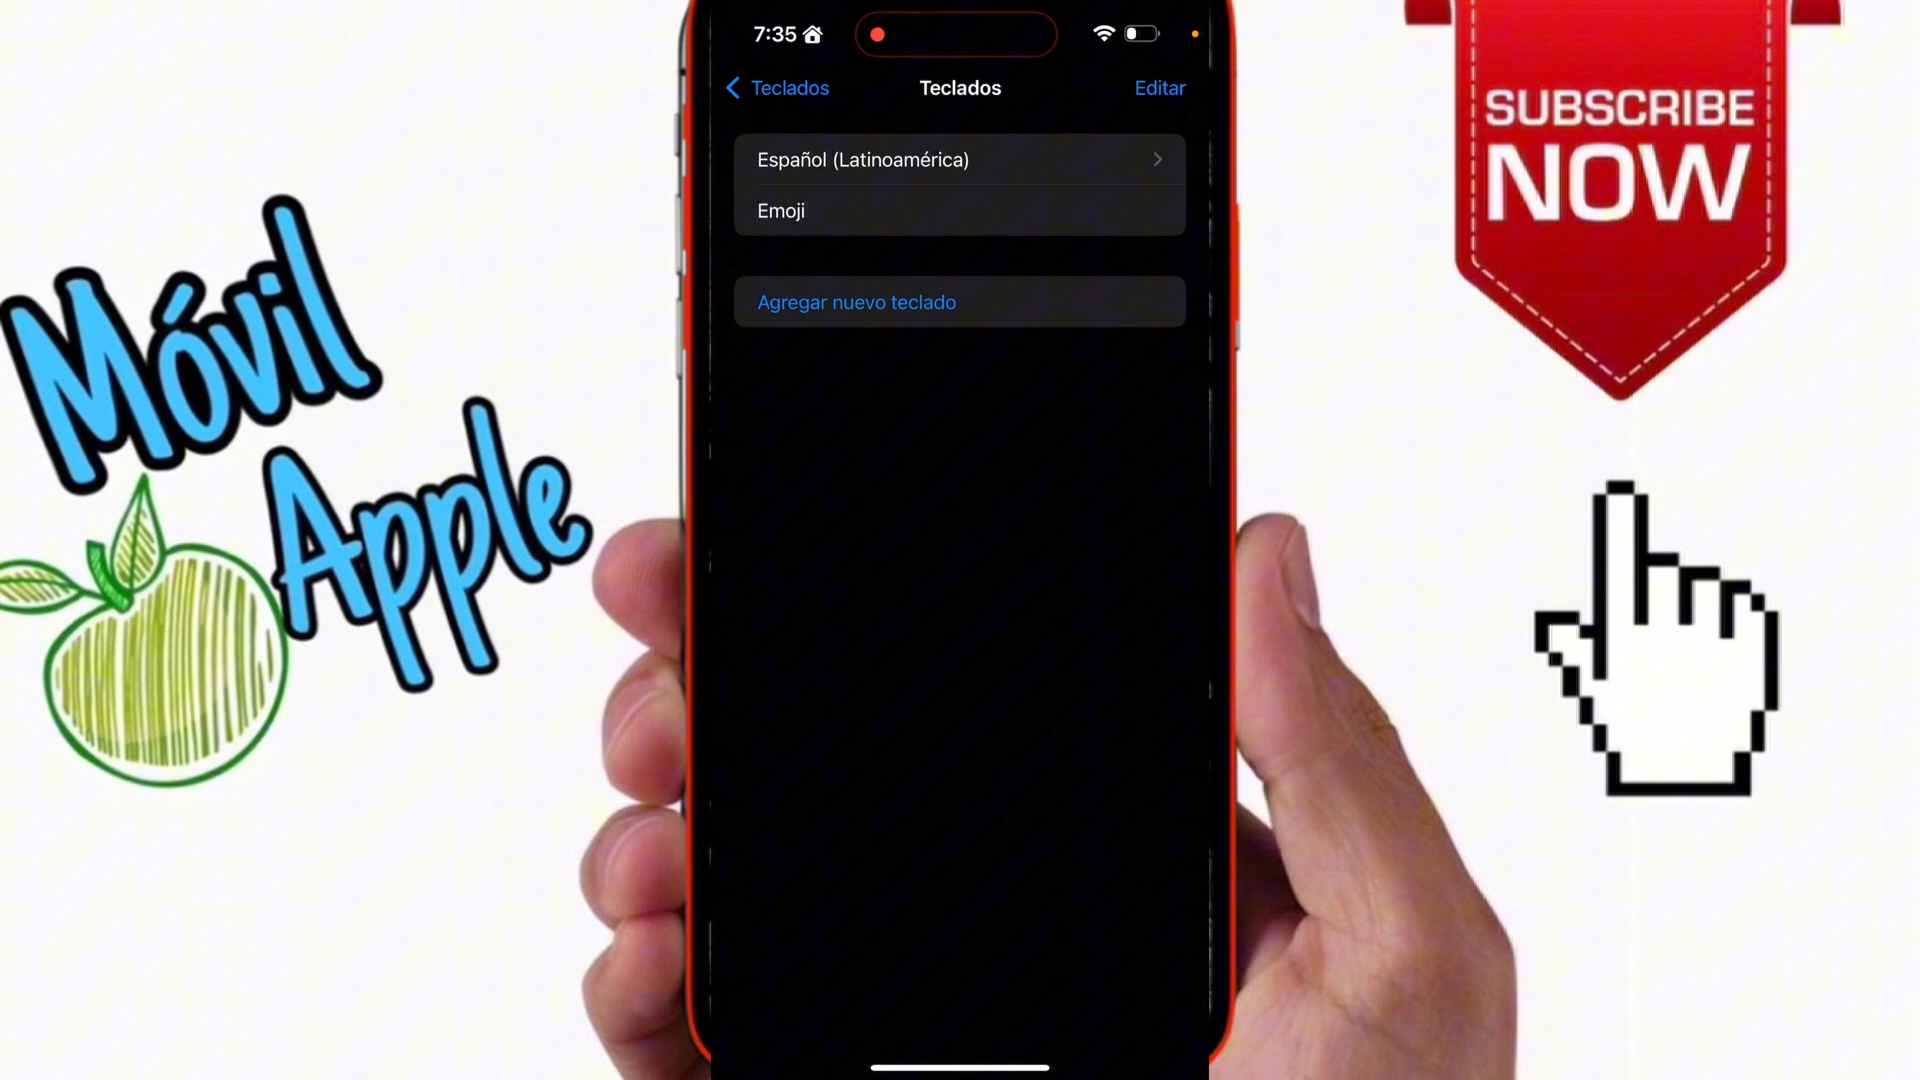 7:35
Teclados
Teclados
Editar
Español (Latinoamérica)
Emoji
Agregar nuevo teclado
Móvil
Apple
SUBSCRIBE
NOW